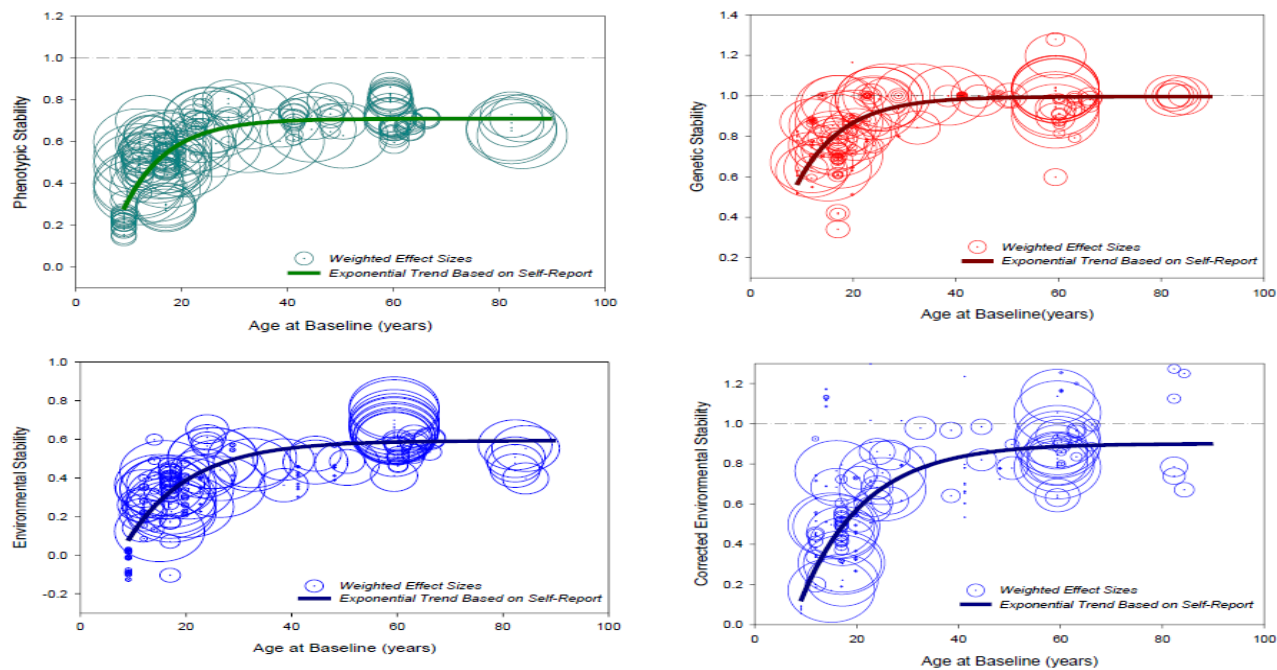 1.2
1.0
0.8
0.6
0.4
0.2
0.0
Phenotypic Stability
Weighted Effect Sizes
Exponential Trend Based on Self-Report
0 20 40 60 80 100
Age at Baseline (years)
1.4
1.2
1.0
0.8
0.6
0.4
0.2
Genetic Stability
Weighted Effect Sizes
Exponential Trend Based on Self-Report
0 20 40 60 80 100
Age at Baseline(years)
1.0
0.8
0.6
0.4
0.2
0.0
-0.2
Environmental Stability
Weighted Effect Sizes
Exponential Trend Based on Self-Report
0 20 40 60 80 100
Age at Baseline (years)
1.2
1.0
0.8
0.6
0.4
0.2
0.0
Corrected Environmental Stability
Weighted Effect Sizes
Exponential Trend Based on Self-Report
0 20 40 60 80 100
Age at Baseline (years)